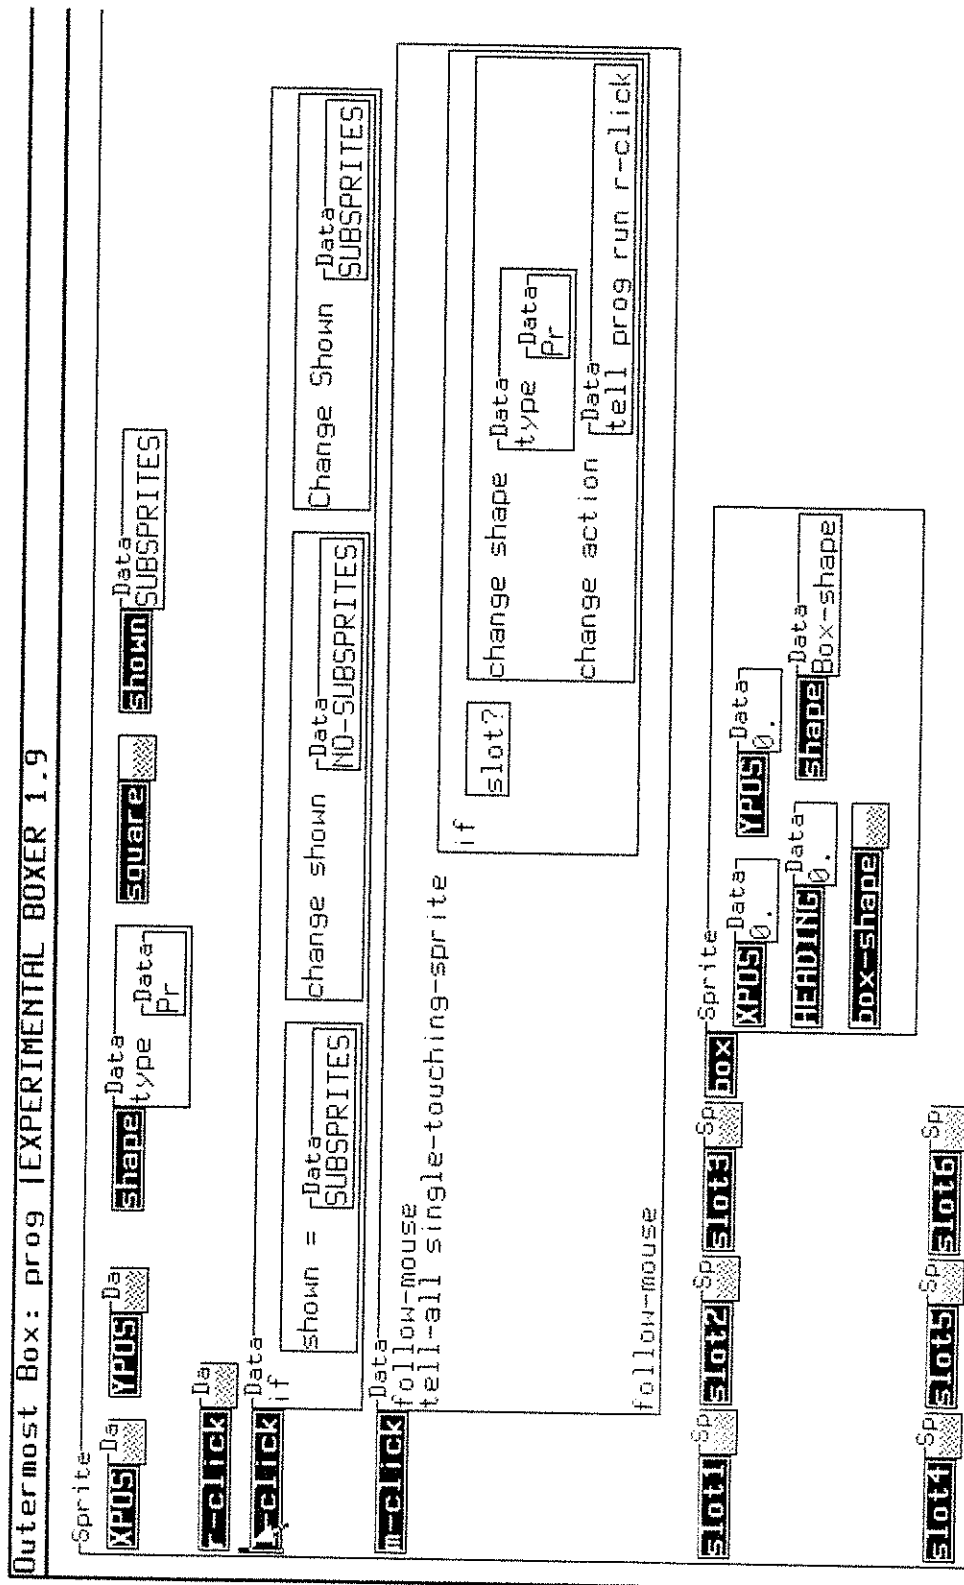 Outermost Box: prog |EXPERIMENTAL BOXER 1.9
Sprite
XPOS Da YPOS Da shape Data type Data Pr square shown Data SUBSPRITES
r-click Da
Data
if shown = Data SUBSPRITES change shown Data NO-SUBSPRITES Change Shown Data SUBSPRITES
m-click Data
follow-mouse
tell-all single-touching-sprite
if slot? change shape Data type Data Pr
change action Data tell prog run r-click
follow-mouse
slot1 Sp slot2 Sp slot3 Sp box Sprite
XPOS Data 0. YPOS Data 0.
HEADING Data 0. shape Data Box-shape
box-shape
slot4 Sp slot5 Sp slot6 Sp